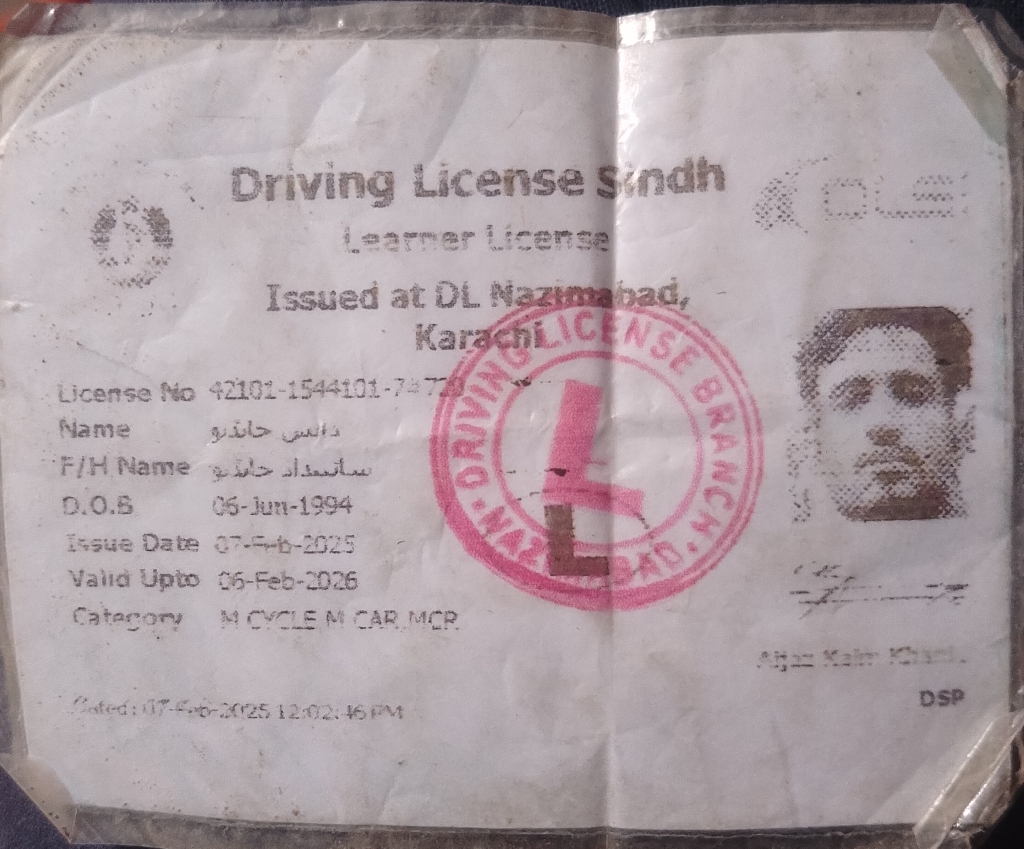 Driving License Sindh
DLS
Learner License
Issued at DL Nazimabad,
Karachi
DRIVING LICENSE BRANCH
NAZIMABAD
L
L
License No 42101-1544101-7
Name
F/H Name
D.O.B 06-Jun-1994
Issue Date 07-Feb-2025
Valid Upto 06-Feb-2026
Category M CYCLE M CAR MCR
Dated: 07-Feb-2025 12:02:46 PM
DSP